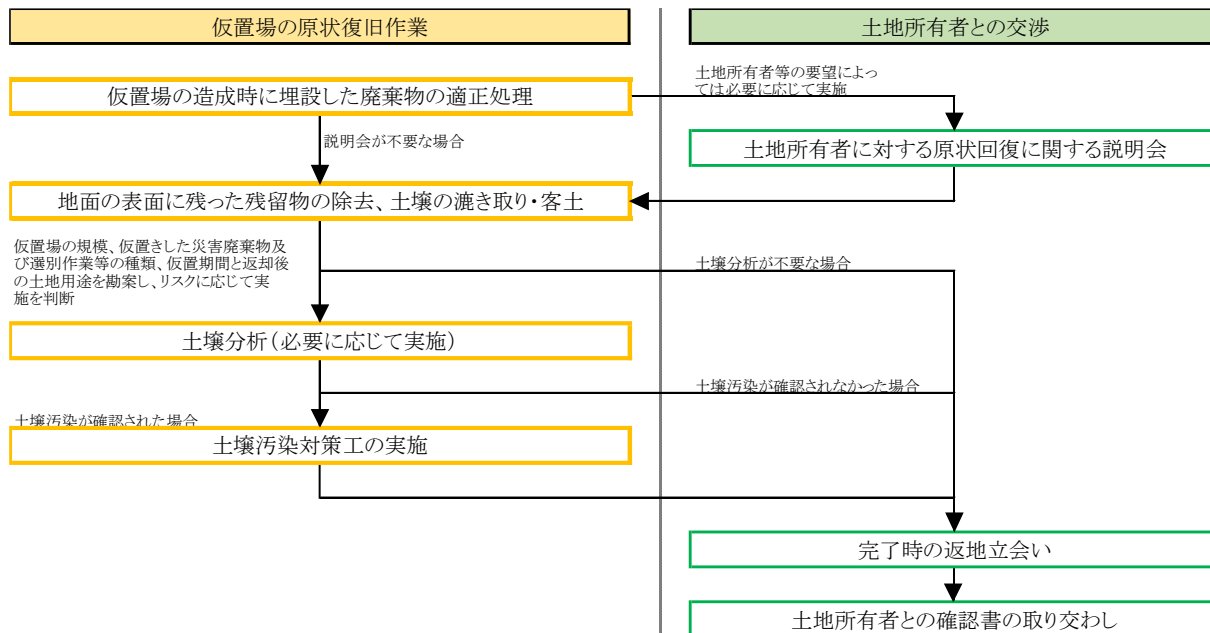 仮置場の原状復旧作業
土地所有者との交渉
土地所有者等の要望によっ
ては必要に応じて実施
仮置場の造成時に埋設した廃棄物の適正処理
説明会が不要な場合
土地所有者に対する原状回復に関する説明会
地面の表面に残った残留物の除去、土壌の漉き取り・客土
仮置場の規模、仮置きした災害廃棄物及
び選別作業等の種類、仮置期間と返却後
の土地用途を勘案し、リスクに応じて実
施を判断
土壌分析が不要な場合
土壌分析（必要に応じて実施）
土壌汚染が確認されなかった場合
土壌汚染が確認された場合
土壌汚染対策工の実施
完了時の返地立会い
土地所有者との確認書の取り交わし